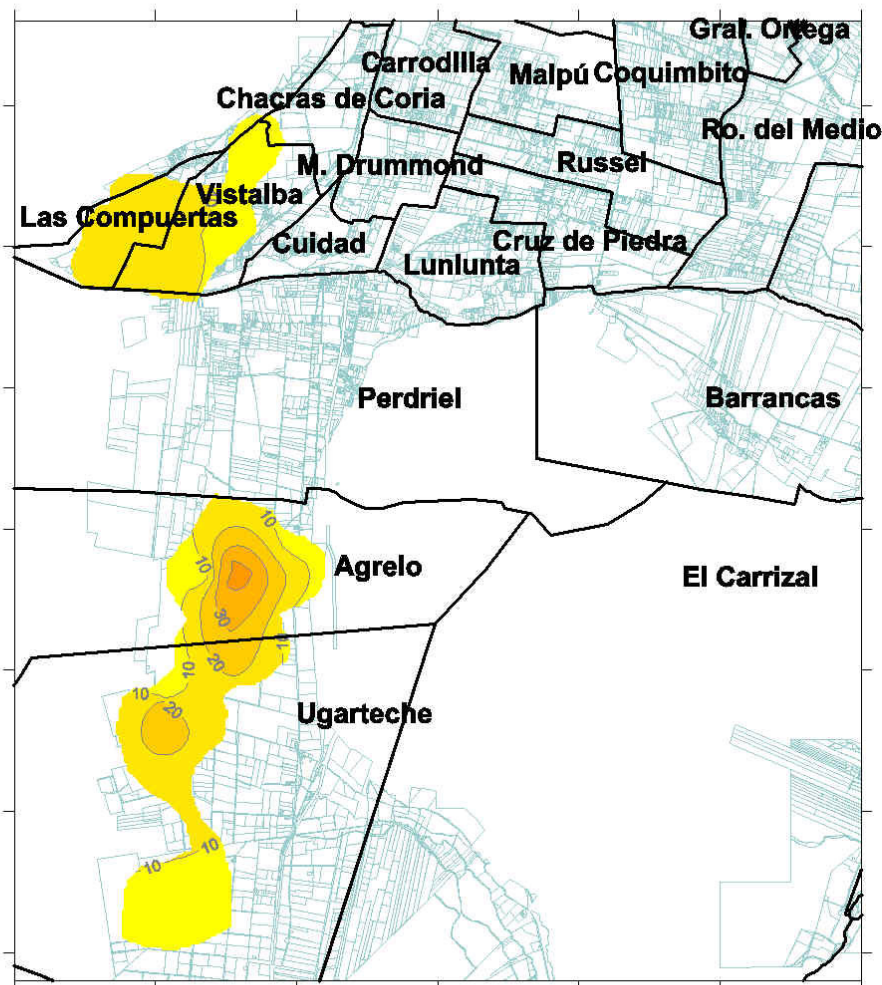 Gral. Ortega
Carrodilla
Maipú
Coquimbito
Chacras de Coria
Ro. del Medio
M. Drummond
Russel
Vistalba
Las Compuertas
Cuidad
Cruz de Piedra
Lunlunta
Perdriel
Barrancas
10
10
Agrelo
El Carrizal
30
10
20
10
10
20
Ugarteche
10
10